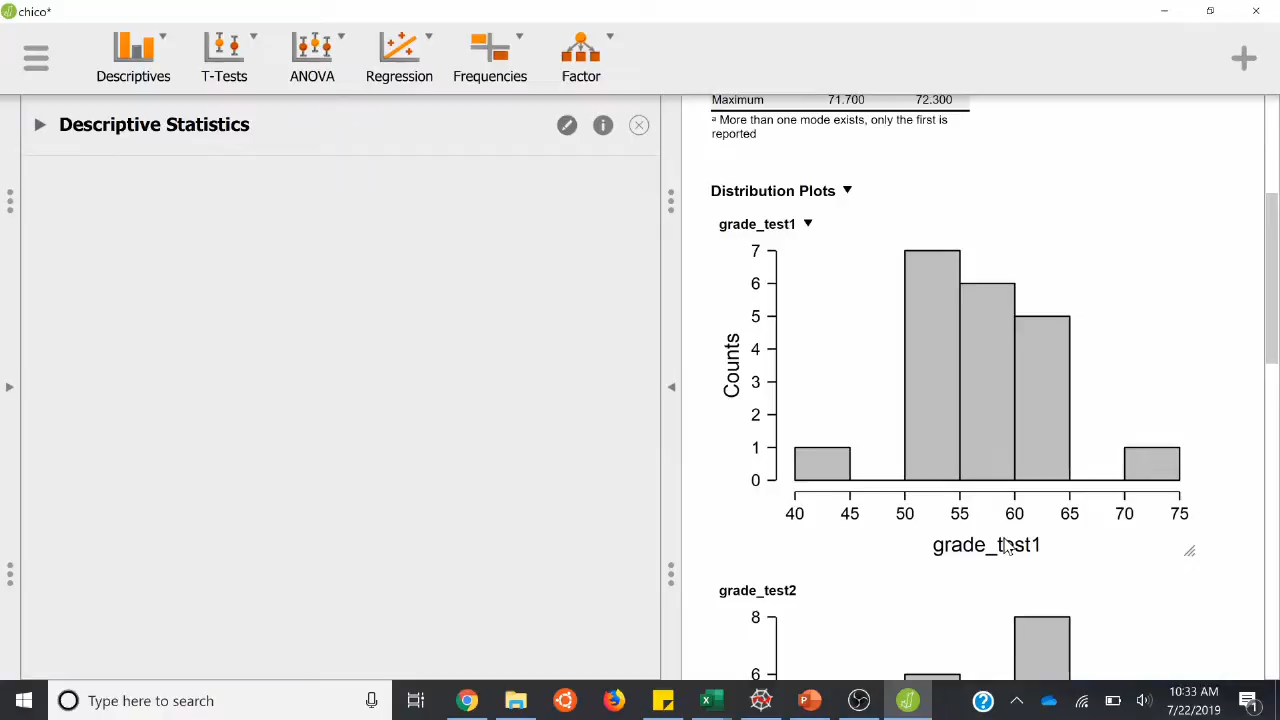 chico*
Descriptives
T-Tests
ANOVA
Regression
Frequencies
Factor
Descriptive Statistics
Maximum 71.700 72.300
ᵃ More than one mode exists, only the first is
reported
Distribution Plots
grade_test1
7
6
5
4
3
2
1
0
Counts
40 45 50 55 60 65 70 75
grade_test1
grade_test2
8
6
Type here to search
10:33 AM
7/22/2019
1